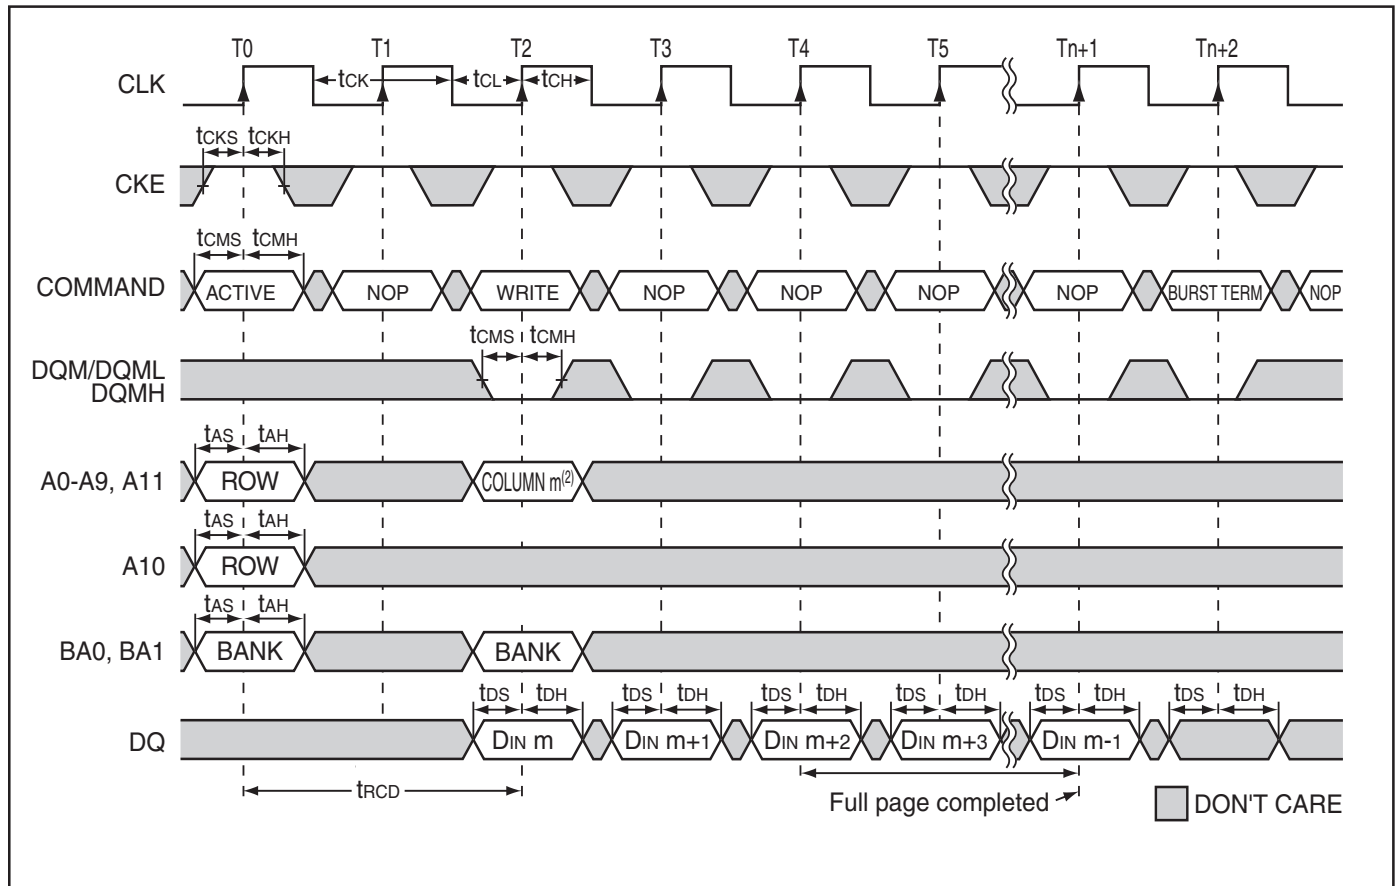 T0 T1 T2 T3 T4 T5 Tn+1 Tn+2
CLK tCK tCL tCH
tCKS tCKH
CKE
tCMS tCMH
COMMAND ACTIVE NOP WRITE NOP NOP NOP NOP BURST TERM NOP
tCMS tCMH
DQM/DQML
DQMH
tAS tAH
A0-A9, A11 ROW COLUMN m(2)
tAS tAH
A10 ROW
tAS tAH
BA0, BA1 BANK BANK
tDS tDH tDS tDH tDS tDH tDS tDH tDS tDH tDS tDH
DQ DIN m DIN m+1 DIN m+2 DIN m+3 DIN m-1
tRCD
Full page completed DON'T CARE